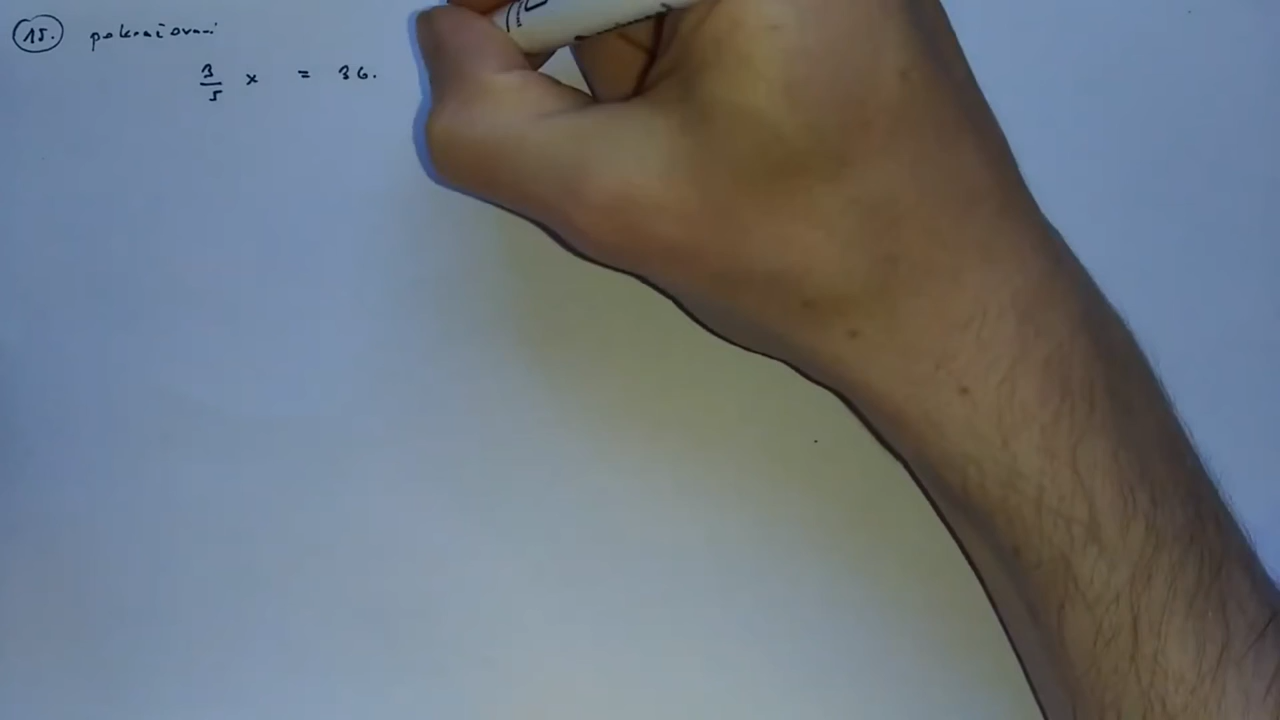 15. pokračování
3/5 x = 36.